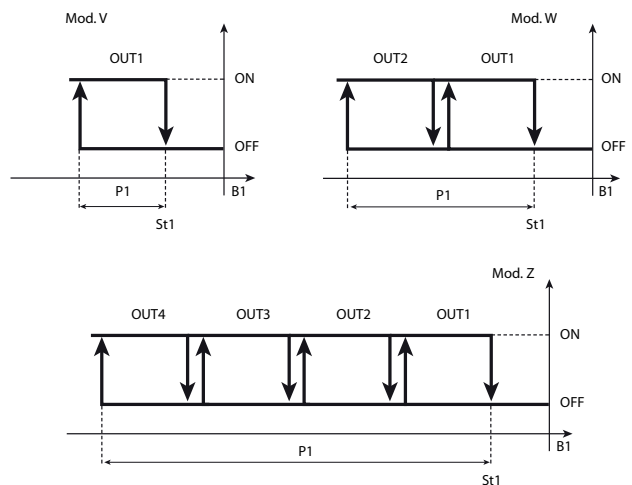 Mod. V
OUT1
ON
OFF
P1
B1
St1
Mod. W
OUT2 OUT1
ON
OFF
P1
B1
St1
Mod. Z
OUT4 OUT3 OUT2 OUT1
ON
OFF
P1
B1
St1